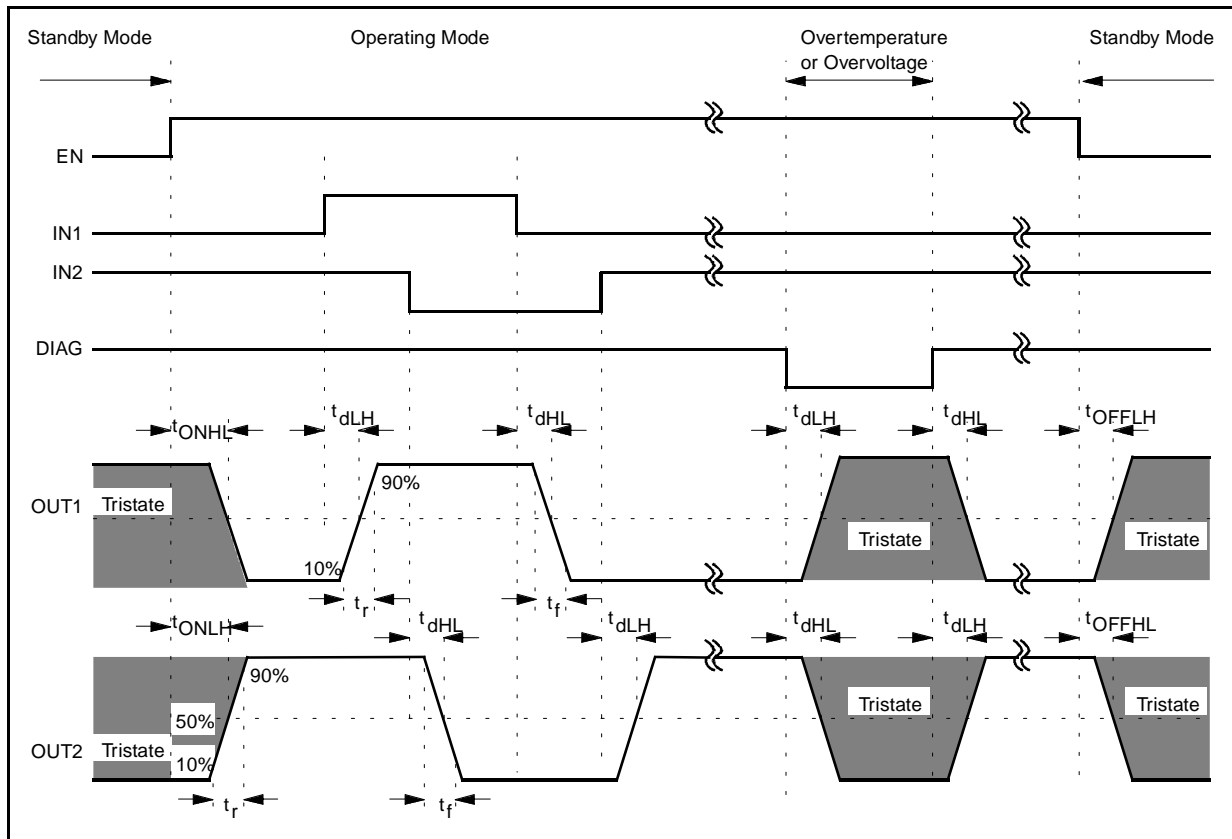 Standby Mode
Operating Mode
Overtemperature
or Overvoltage
Standby Mode
EN
IN1
IN2
DIAG
tONHL
tdLH
tdHL
tdLH
tdHL
tOFFLH
OUT1
Tristate
90%
10%
Tristate
Tristate
tr
tf
tONLH
tdHL
tdLH
tdHL
tdLH
tOFFHL
OUT2
90%
50%
Tristate
10%
Tristate
Tristate
tr
tf